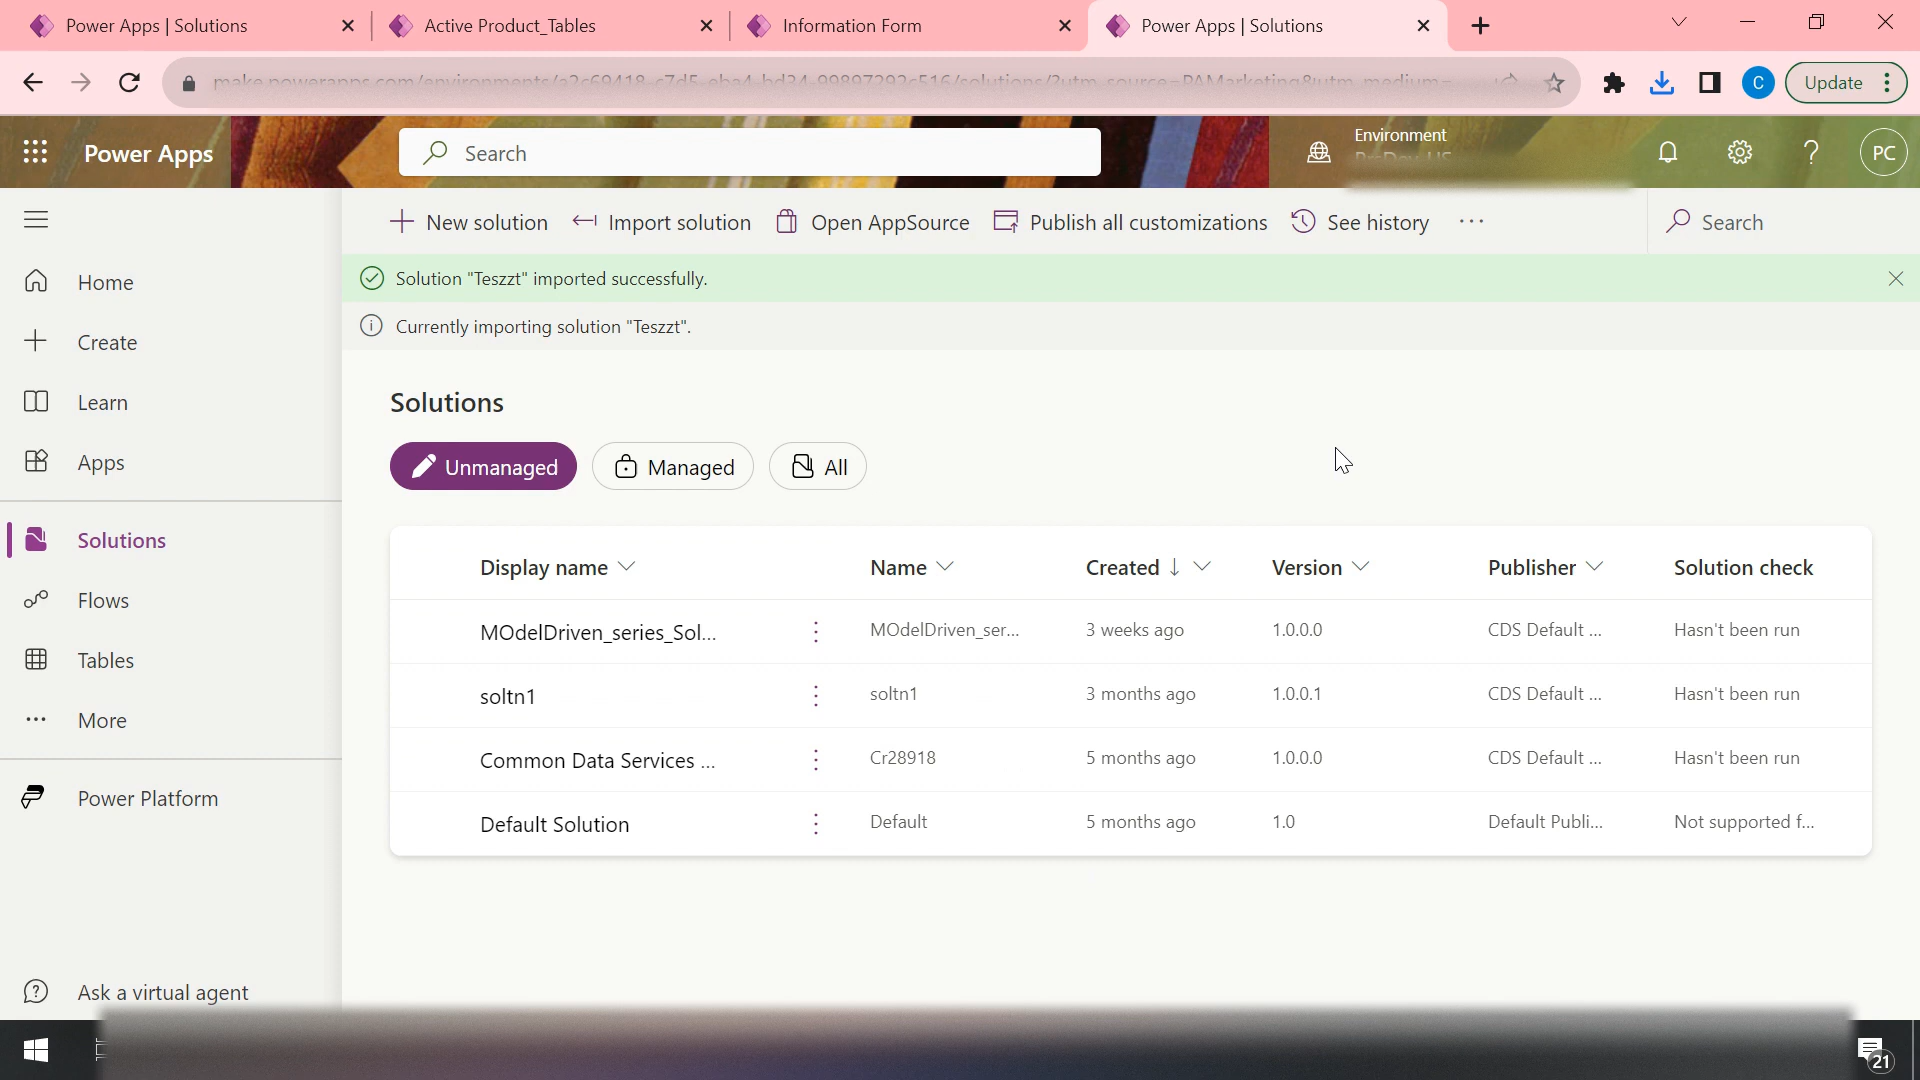 Power Apps | Solutions
Active Product_Tables
Information Form
Power Apps | Solutions
C
Update
Power Apps
Search
Environment
PC
New solution
Import solution
Open AppSource
Publish all customizations
See history
Search
Solution "Teszzt" imported successfully.
Currently importing solution "Teszzt".
Home
Create
Learn
Apps
Solutions
Flows
Tables
More
Power Platform
Ask a virtual agent
Solutions
Unmanaged
Managed
All
Display name Name Created Version Publisher Solution check
MOdelDriven_series_Sol... MOdelDriven_ser... 3 weeks ago 1.0.0.0 CDS Default ... Hasn't been run
soltn1 soltn1 3 months ago 1.0.0.1 CDS Default ... Hasn't been run
Common Data Services ... Cr28918 5 months ago 1.0.0.0 CDS Default ... Hasn't been run
Default Solution Default 5 months ago 1.0 Default Publi... Not supported f...
21